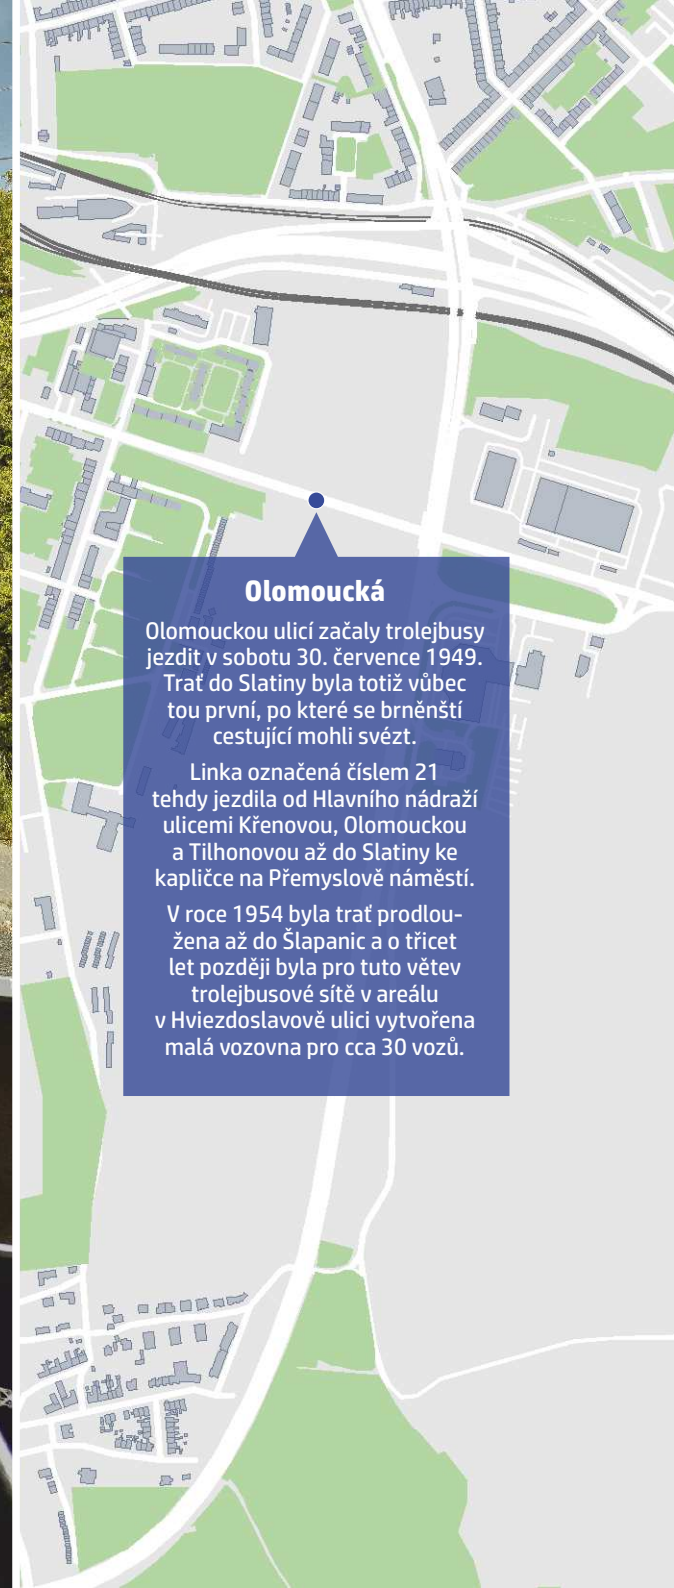 Olomoucká
Olomouckou ulicí začaly trolejbusy
jezdit v sobotu 30. července 1949.
Trať do Slatiny byla totiž vůbec
tou první, po které se brněnští
cestující mohli svézt.
Linka označená číslem 21
tehdy jezdila od Hlavního nádraží
ulicemi Křenovou, Olomouckou
a Tilhonovou až do Slatiny ke
kapličce na Přemyslově náměstí.
V roce 1954 byla trať prodlou-
žena až do Šlapanic a o třicet
let později byla pro tuto větev
trolejbusové sítě v areálu
v Hviezdoslavově ulici vytvořena
malá vozovna pro cca 30 vozů.